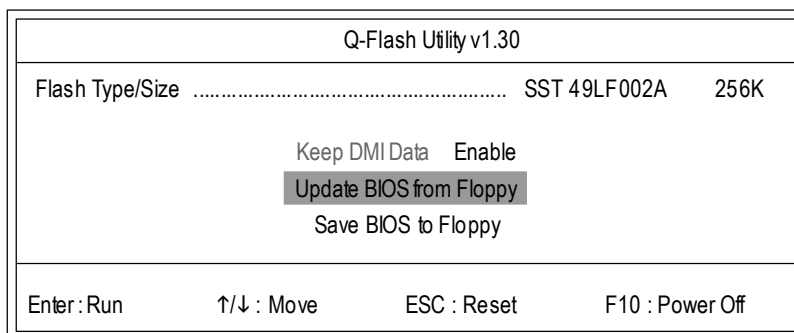 Q-Flash Utility v1.30
Flash Type/Size ...................................................... SST 49LF002A 256K
Keep DMI Data Enable
Update BIOS from Floppy
Save BIOS to Floppy
Enter : Run ↑/↓ : Move ESC : Reset F10 : Power Off